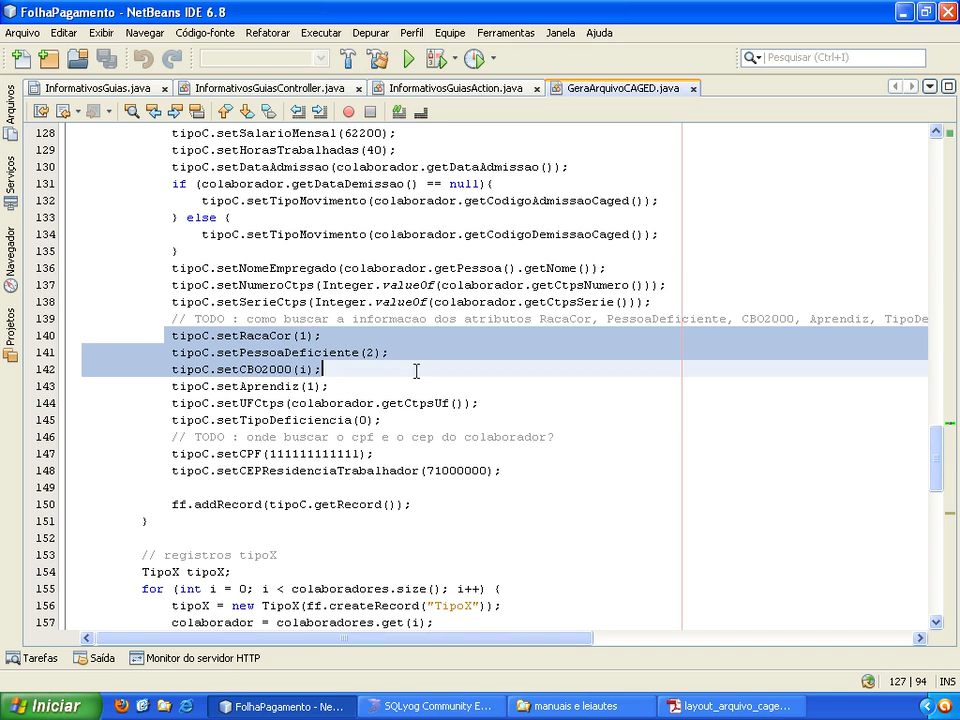 FolhaPagamento - NetBeans IDE 6.8
Arquivo Editar Exibir Navegar Código-fonte Refatorar Executar Depurar Perfil Equipe Ferramentas Janela Ajuda
Pesquisar (Ctrl+I)
InformativosGuias.java InformativosGuiasController.java InformativosGuiasAction.java GeraArquivoCAGED.java
Arquivos
Serviços
Navegador
Projetos
128 tipoC.setSalarioMensal(62200);
129 tipoC.setHorasTrabalhadas(40);
130 tipoC.setDataAdmissao(colaborador.getDataAdmissao());
131 if (colaborador.getDataDemissao() == null){
132 tipoC.setTipoMovimento(colaborador.getCodigoAdmissaoCaged());
133 } else {
134 tipoC.setTipoMovimento(colaborador.getCodigoDemissaoCaged());
135 }
136 tipoC.setNomeEmpregado(colaborador.getPessoa().getNome());
137 tipoC.setNumeroCtps(Integer.valueOf(colaborador.getCtpsNumero()));
138 tipoC.setSerieCtps(Integer.valueOf(colaborador.getCtpsSerie()));
139 // TODO : como buscar a informacao dos atributos RacaCor, PessoaDeficiente, CBO2000, Aprendiz, TipoDe
140 tipoC.setRacaCor(1);
141 tipoC.setPessoaDeficiente(2);
142 tipoC.setCBO2000(i);
143 tipoC.setAprendiz(1);
144 tipoC.setUFCtps(colaborador.getCtpsUf());
145 tipoC.setTipoDeficiencia(0);
146 // TODO : onde buscar o cpf e o cep do colaborador?
147 tipoC.setCPF(111111111111);
148 tipoC.setCEPResidenciaTrabalhador(71000000);
149
150 ff.addRecord(tipoC.getRecord());
151 }
152
153 // registros tipoX
154 TipoX tipoX;
155 for (int i = 0; i < colaboradores.size(); i++) {
156 tipoX = new TipoX(ff.createRecord("TipoX"));
157 colaborador = colaboradores.get(i);
Tarefas Saída Monitor do servidor HTTP
127 | 94 INS
Iniciar FolhaPagamento - Ne... SQLyog Community E... manuais e leiautes layout_arquivo_cage...